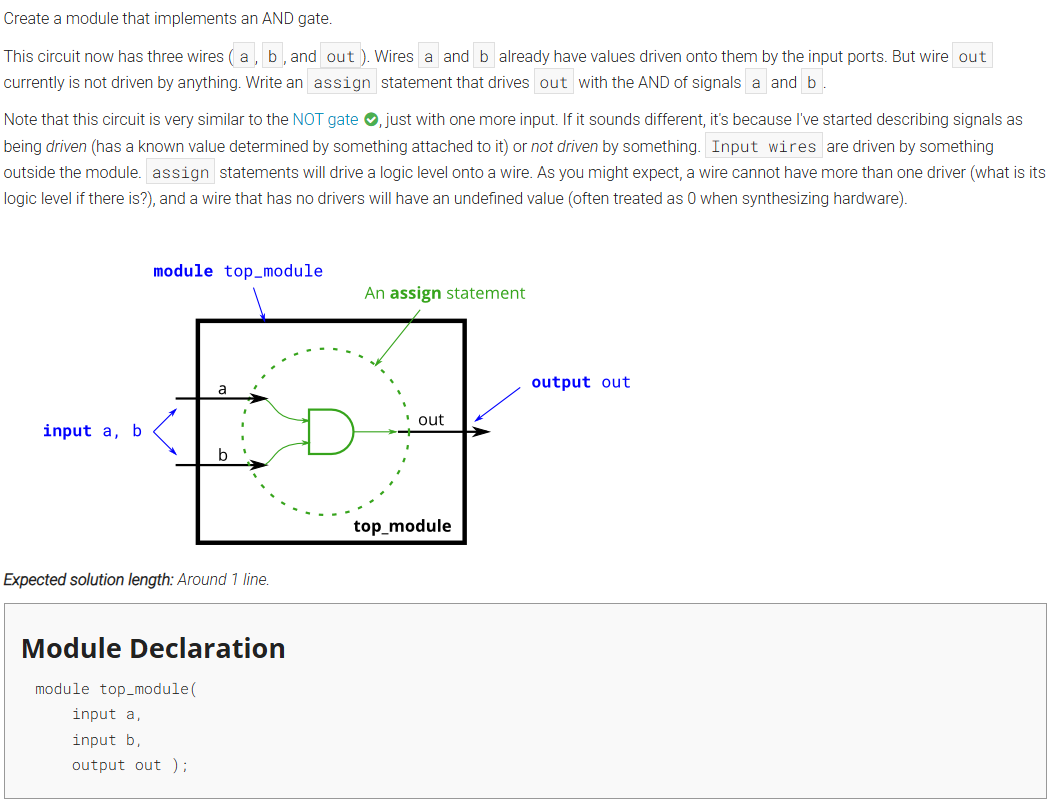 Create a module that implements an AND gate.
This circuit now has three wires ( a , b , and out ). Wires a and b already have values driven onto them by the input ports. But wire out
currently is not driven by anything. Write an assign statement that drives out with the AND of signals a and b .
Note that this circuit is very similar to the NOT gate , just with one more input. If it sounds different, it's because I've started describing signals as
being driven (has a known value determined by something attached to it) or not driven by something. Input wires are driven by something
outside the module. assign statements will drive a logic level onto a wire. As you might expect, a wire cannot have more than one driver (what is its
logic level if there is?), and a wire that has no drivers will have an undefined value (often treated as 0 when synthesizing hardware).
module top_module
An assign statement
output out
a
out
input a, b
b
top_module
Expected solution length: Around 1 line.
Module Declaration
module top_module(
    input a,
    input b,
    output out );